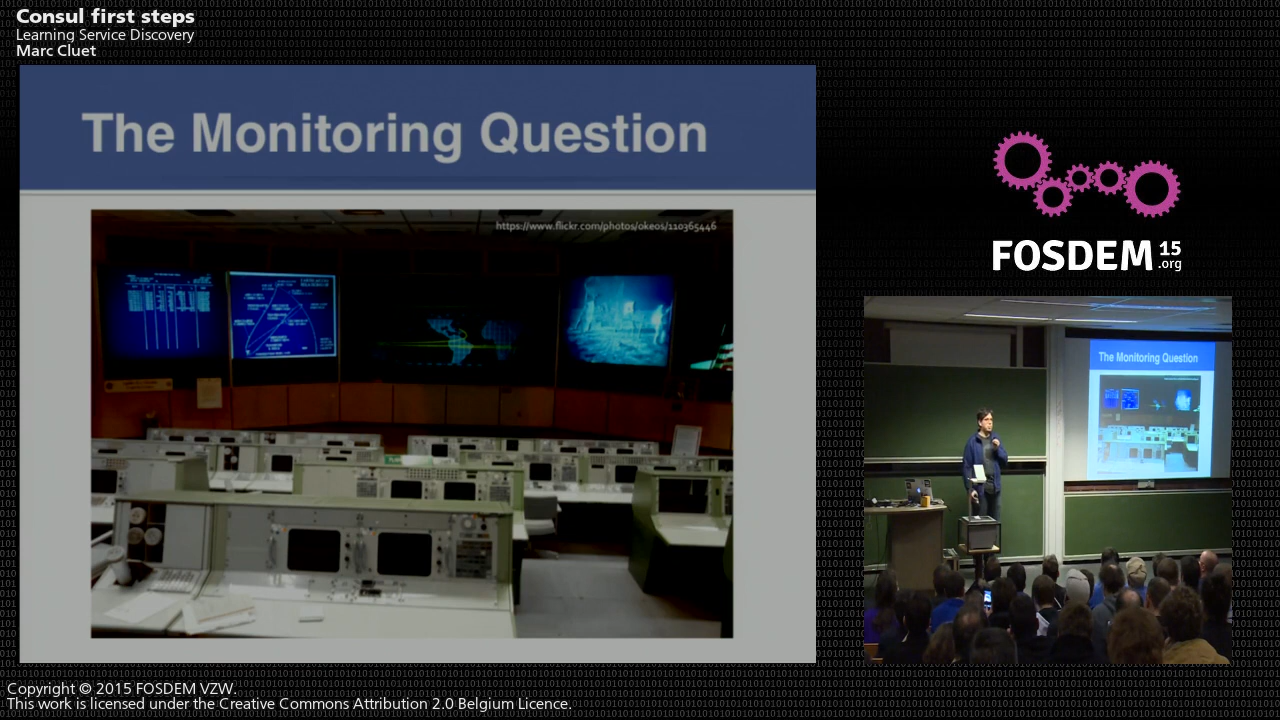 Consul first steps
Learning Service Discovery
Marc Cluet
The Monitoring Question
https://www.flickr.com/photos/okeos/110365446
FOSDEM 15
.org
The Monitoring Question
Copyright © 2015 FOSDEM VZW.
This work is licensed under the Creative Commons Attribution 2.0 Belgium Licence.